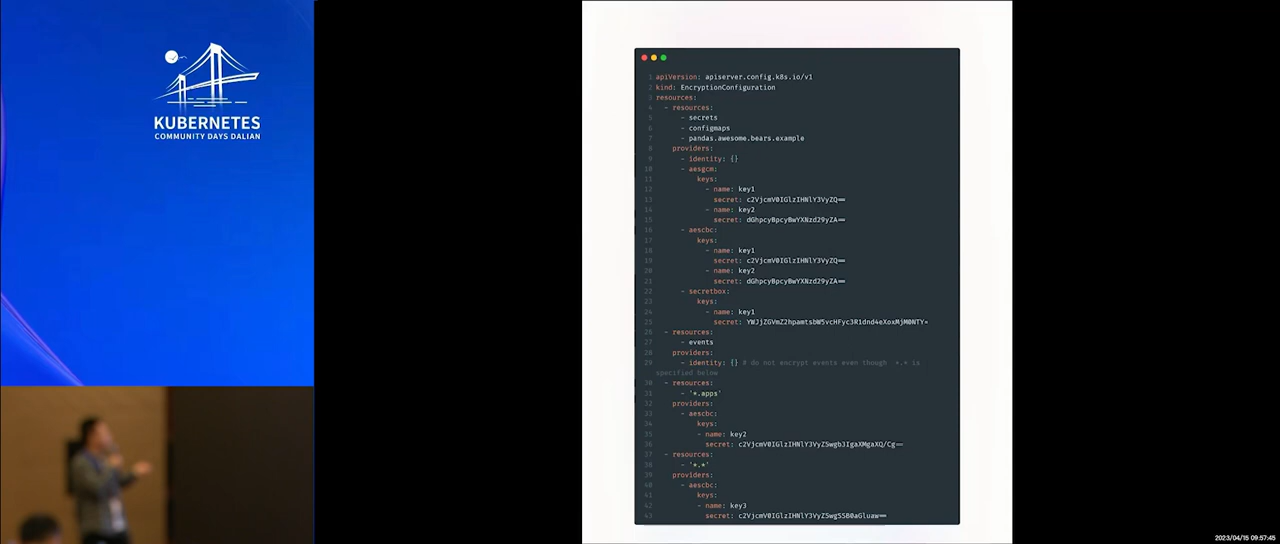 KUBERNETES
COMMUNITY DAYS DALIAN
1 apiVersion: apiserver.config.k8s.io/v1
2 kind: EncryptionConfiguration
3 resources:
4 - resources:
5 - secrets
6 - configmaps
7 - pandas.awesome.bears.example
8 providers:
9 - identity: {}
10 - aesgcm:
11 keys:
12 - name: key1
13 secret: c2VjcmV0IGlzIHNlY3VyZQ==
14 - name: key2
15 secret: dGhpcyBpcyBwYXNzd29yZA==
16 - aescbc:
17 keys:
18 - name: key1
19 secret: c2VjcmV0IGlzIHNlY3VyZQ==
20 - name: key2
21 secret: dGhpcyBpcyBwYXNzd29yZA==
22 - secretbox:
23 keys:
24 - name: key1
25 secret: YWJjZGVmZ2hpamtsbW5vcHFyc3R1dnd4eXoxMjM0NTY=
26 - resources:
27 - events
28 providers:
29 - identity: {} # do not encrypt events even though *.* is
specified below
30 - resources:
31 - '*.apps'
32 providers:
33 - aescbc:
34 keys:
35 - name: key2
36 secret: c2VjcmV0IGlzIHNlY3VyZSwgb3IgaXMgaXQ/Cg==
37 - resources:
38 - '*.*'
39 providers:
40 - aescbc:
41 keys:
42 - name: key3
43 secret: c2VjcmV0IGlzIHNlY3VyZSwgSSB0aGluaw==
2023/04/15 09:57:45